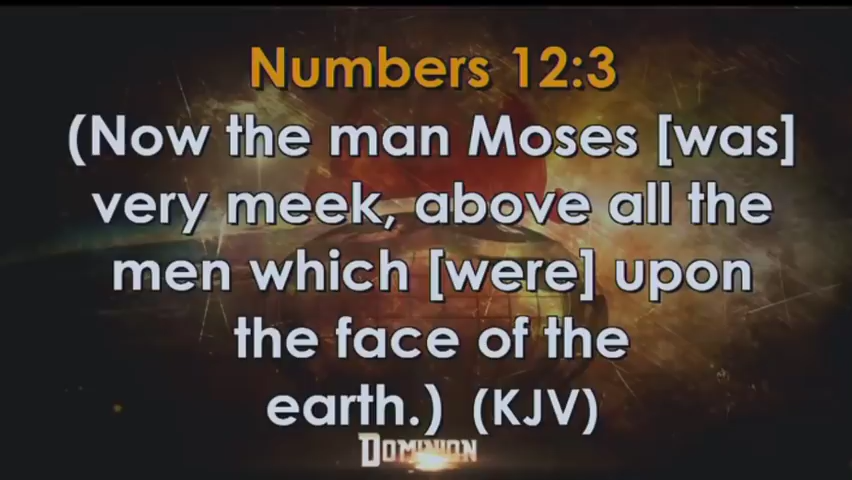 Numbers 12:3
(Now the man Moses [was]
very meek, above all the
men which [were] upon
the face of the
earth.) (KJV)
DOMINION